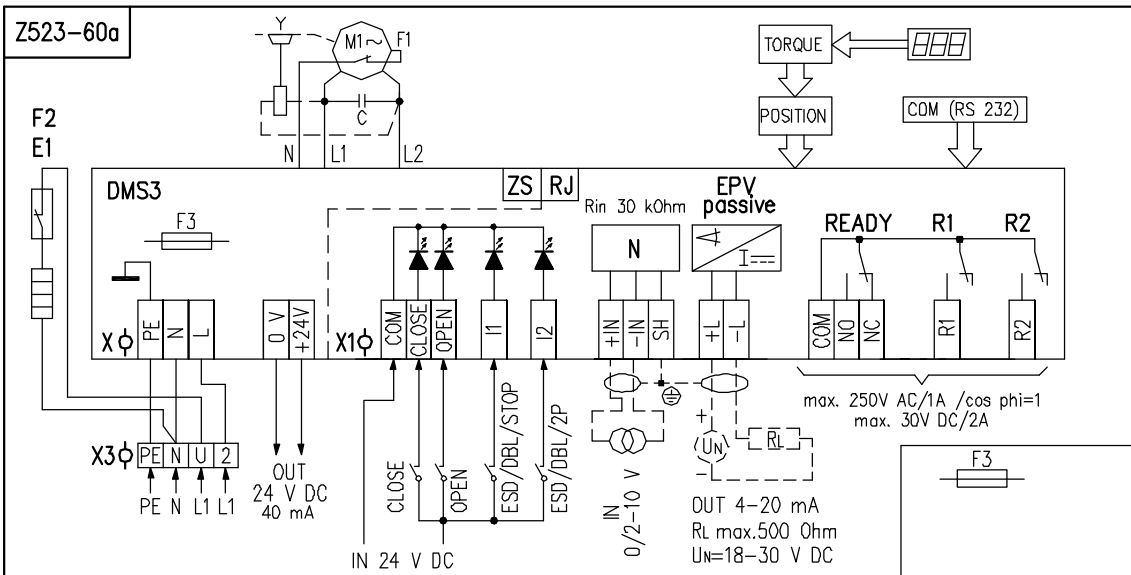 Z523-60a
Y
M1~
F1
C
N
L1
L2
TORQUE
POSITION
COM (RS 232)
F2
E1
DMS3
ZS
RJ
F3
Rin 30 kOhm
N
EPV
passive
I
READY
R1
R2
X
PE
N
L
0 V
+24V
X1
COM
CLOSE
OPEN
I1
I2
+IN
-IN
SH
+L
-L
COM
NO
NC
R1
R2
max. 250V AC/1A /cos phi=1
max. 30V DC/2A
X3
PE
N
U
2
PE
N
L1
L1
OUT
24 V DC
40 mA
CLOSE
OPEN
ESD/DBL/STOP
ESD/DBL/2P
IN 24 V DC
IN
0/2-10 V
+
UN
-
RL
OUT 4-20 mA
RL max.500 Ohm
UN=18-30 V DC
F3